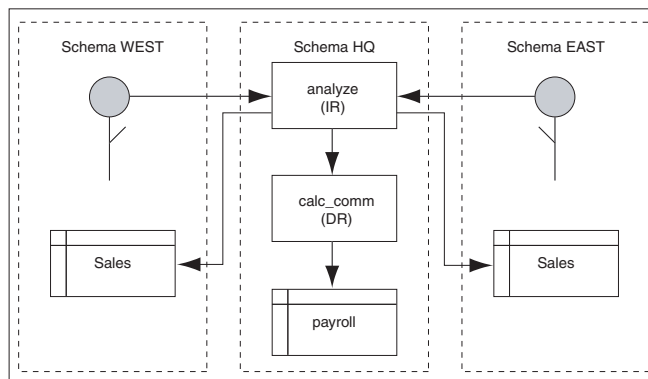 Schema WEST
Schema HQ
Schema EAST
analyze
(IR)
calc_comm
(DR)
Sales
Sales
payroll